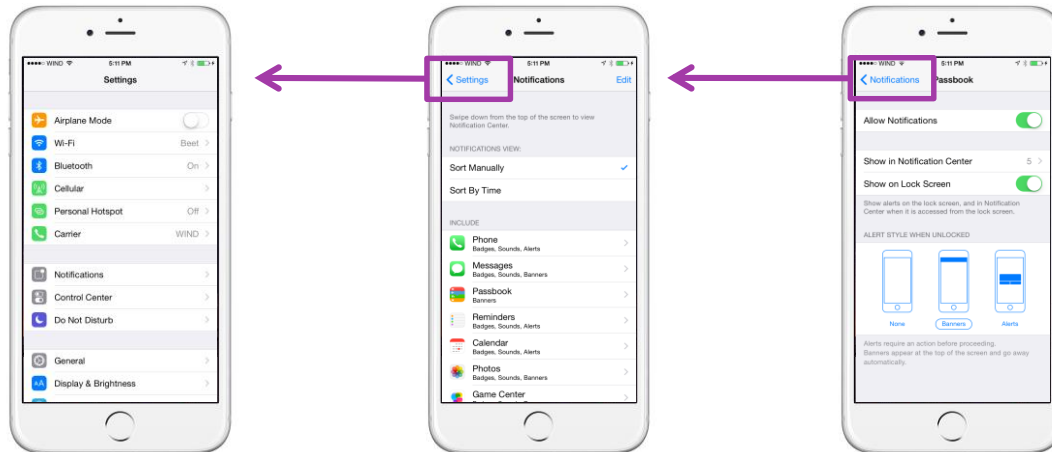 WIND 5:11 PM
Settings
Airplane Mode
Wi-Fi Beet
Bluetooth On
Cellular
Personal Hotspot Off
Carrier WIND
Notifications
Control Center
Do Not Disturb
General
Display & Brightness
WIND 5:11 PM
Settings Notifications Edit
Swipe down from the top of the screen to view
Notification Center.
NOTIFICATIONS VIEW:
Sort Manually
Sort By Time
INCLUDE
Phone
Badges, Sounds, Alerts
Messages
Badges, Sounds, Banners
Passbook
Banners
Reminders
Badges, Sounds, Alerts
Calendar
Badges, Sounds, Alerts
Photos
Badges, Sounds, Banners
Game Center
WIND 5:11 PM
Notifications Passbook
Allow Notifications
Show in Notification Center 5
Show on Lock Screen
Show alerts on the lock screen, and in Notification
Center when it is accessed from the lock screen.
ALERT STYLE WHEN UNLOCKED
None Banners Alerts
Alerts require an action before proceeding.
Banners appear at the top of the screen and go away
automatically.